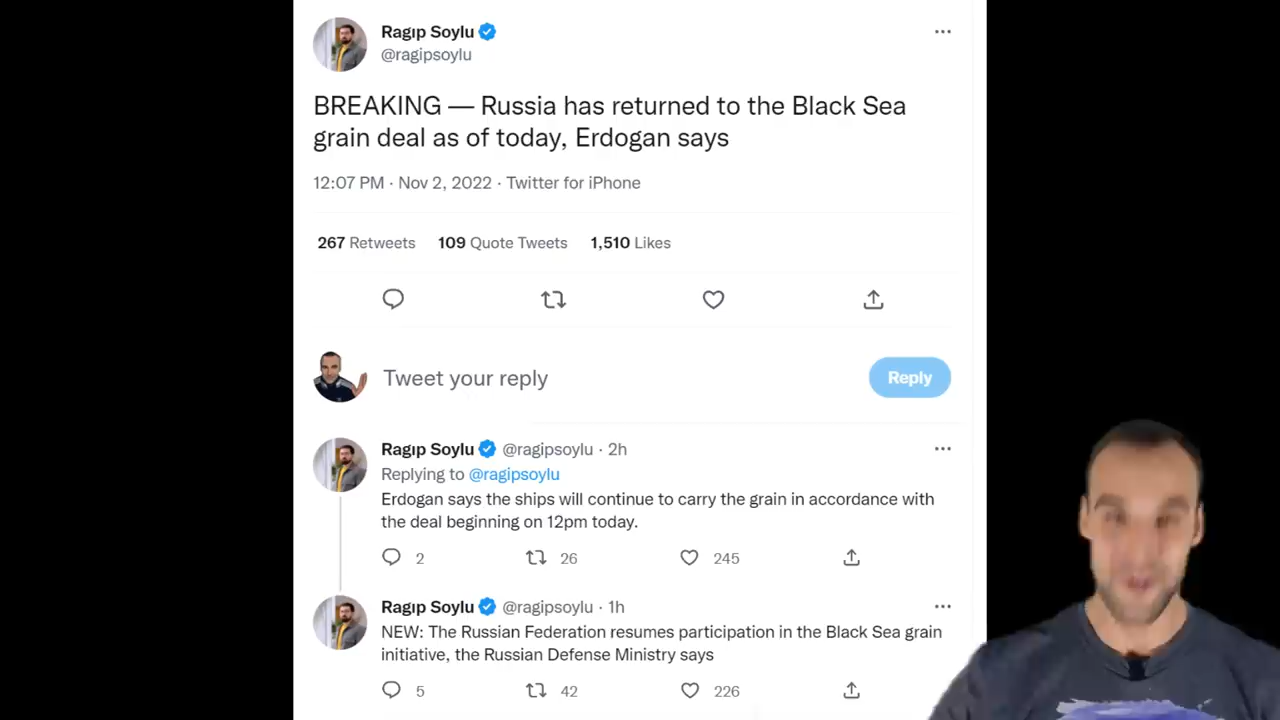 Ragıp Soylu
@ragipsoylu
BREAKING — Russia has returned to the Black Sea
grain deal as of today, Erdogan says
12:07 PM · Nov 2, 2022 · Twitter for iPhone
267 Retweets 109 Quote Tweets 1,510 Likes
Tweet your reply
Reply
Ragıp Soylu @ragipsoylu · 2h
Replying to @ragipsoylu
Erdogan says the ships will continue to carry the grain in accordance with
the deal beginning on 12pm today.
2 26 245
Ragıp Soylu @ragipsoylu · 1h
NEW: The Russian Federation resumes participation in the Black Sea grain
initiative, the Russian Defense Ministry says
5 42 226